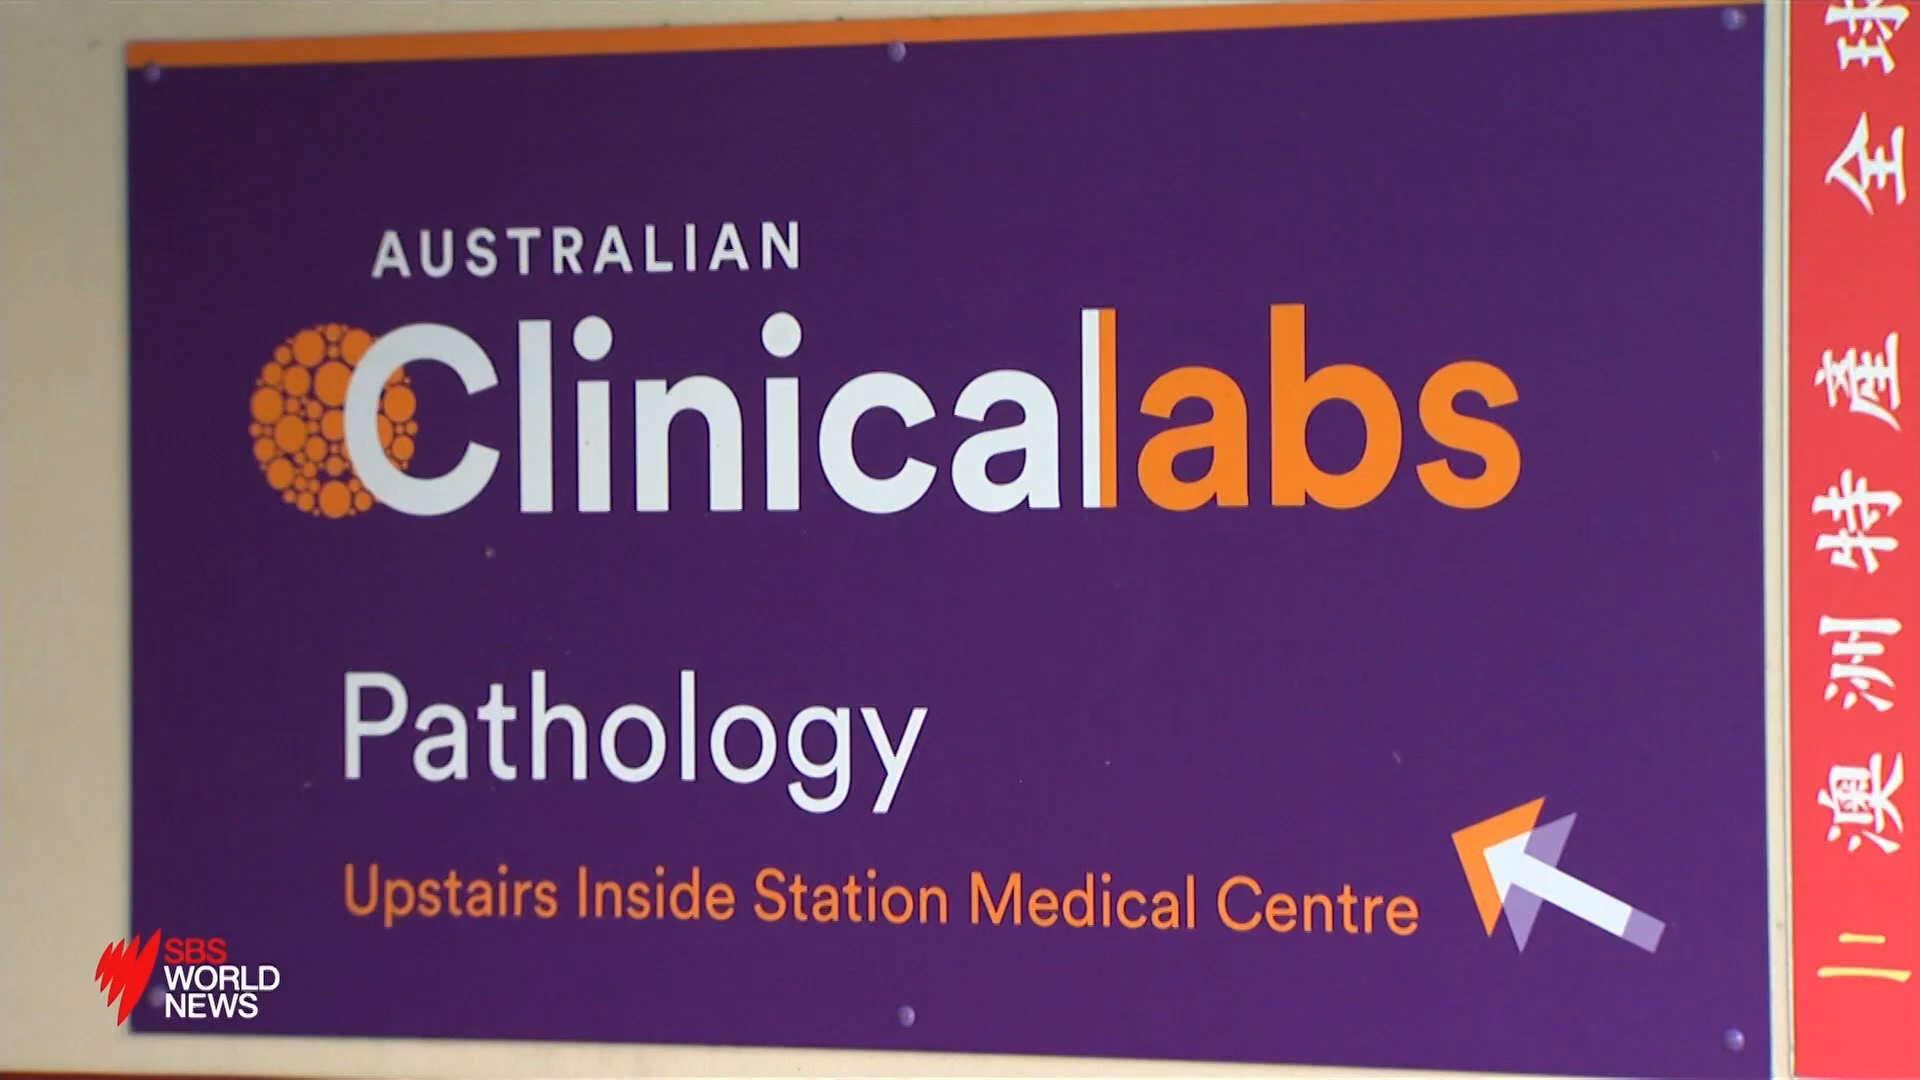 AUSTRALIAN
Clinicalabs
Pathology
Upstairs Inside Station Medical Centre
澳洲特產 全球
SBS
WORLD
NEWS